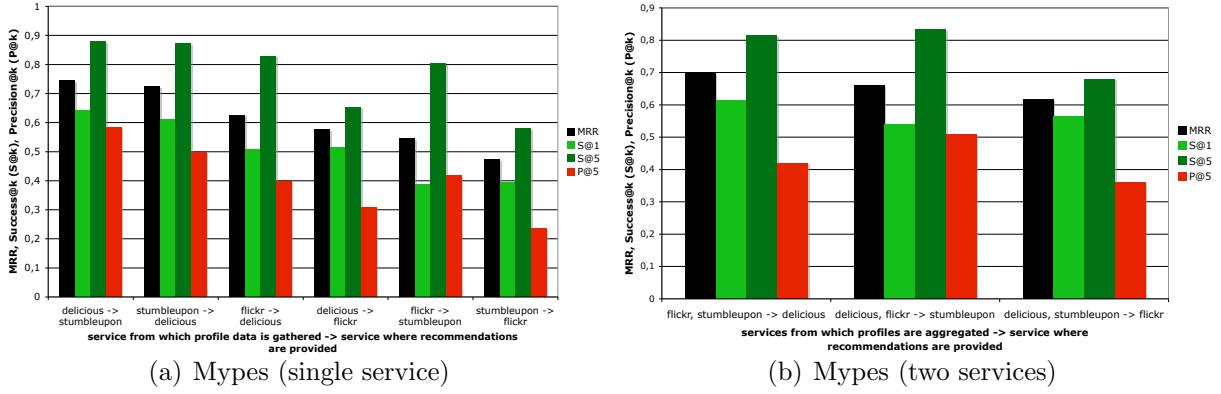 MRR, Success@k (S@k), Precision@k (P@k)
1
0,9
0,8
0,7
0,6
0,5
0,4
0,3
0,2
0,1
0
delicious -> stumbleupon
stumbleupon -> delicious
flickr -> delicious
delicious -> flickr
flickr -> stumbleupon
stumbleupon -> flickr
service from which profile data is gathered -> service where recommendations
are provided
MRR
S@1
S@5
P@5
(a) Mypes (single service)
MRR, Success@k (S@k), Precision@k (P@k)
0,9
0,8
0,7
0,6
0,5
0,4
0,3
0,2
0,1
0
flickr, stumbleupon -> delicious
delicious, flickr -> stumbleupon
delicious, stumbleupon -> flickr
services from which profiles are aggregated -> service where
recommendations are provided
MRR
S@1
S@5
P@5
(b) Mypes (two services)